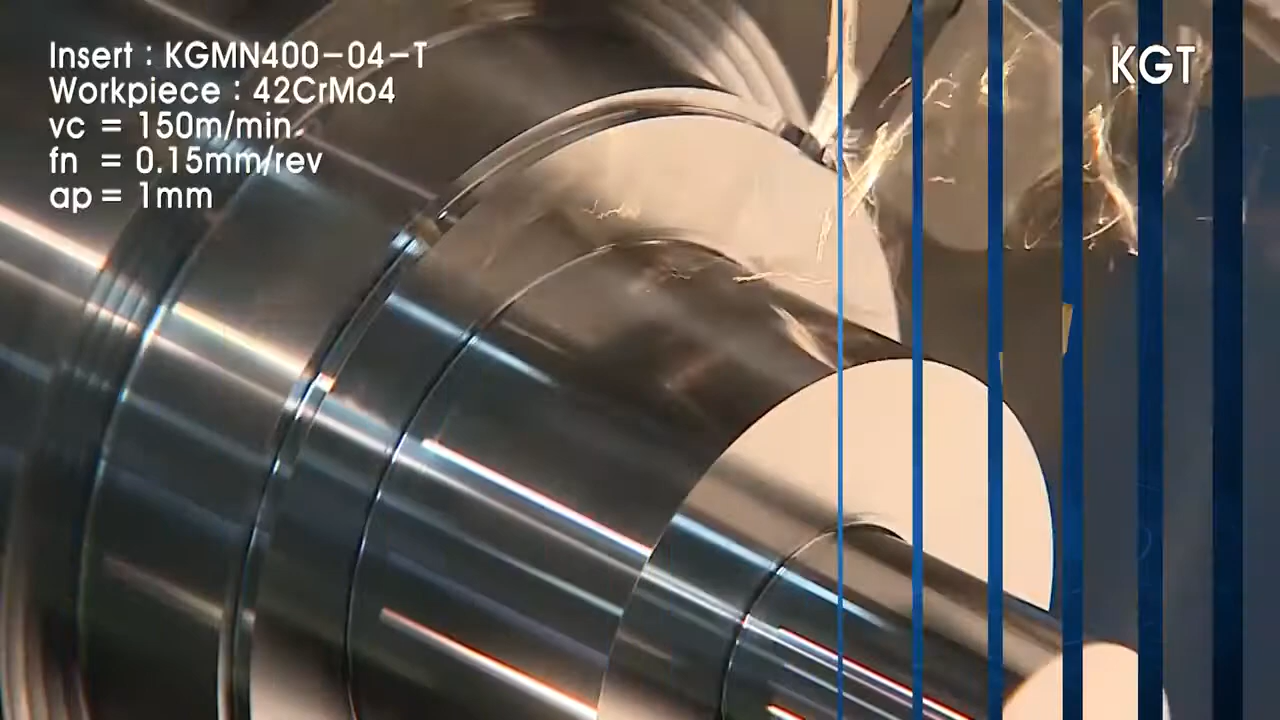 Insert : KGMN400-04-T
Workpiece : 42CrMo4
vc = 150m/min.
fn = 0.15mm/rev
ap = 1mm
KGT